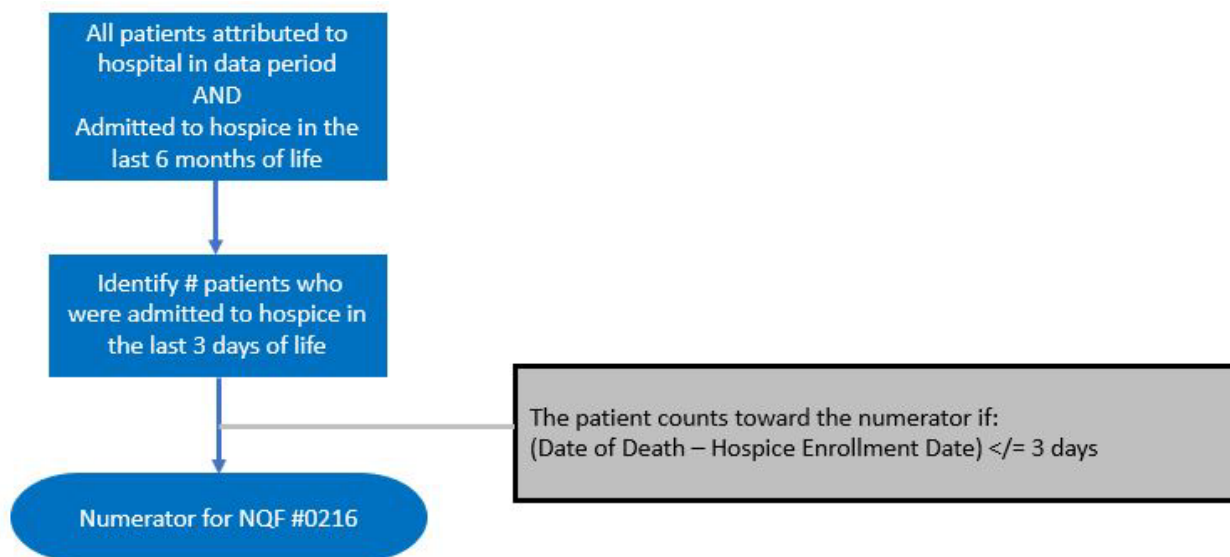 All patients attributed to
hospital in data period
AND
Admitted to hospice in the
last 6 months of life
Identify # patients who
were admitted to hospice in
the last 3 days of life
The patient counts toward the numerator if:
(Date of Death – Hospice Enrollment Date) </= 3 days
Numerator for NQF #0216